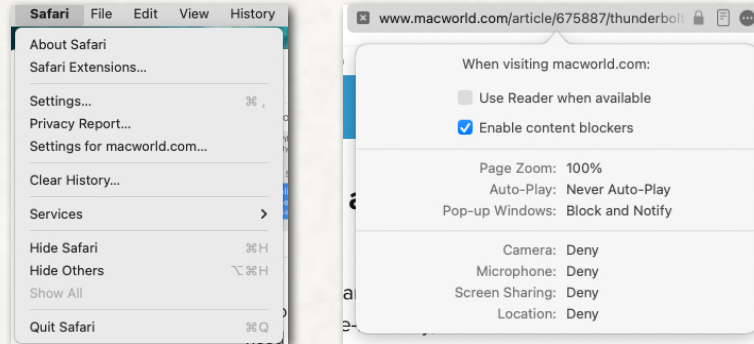 Safari File Edit View History
About Safari
Safari Extensions...
Settings... ⌘ ,
Privacy Report...
Settings for macworld.com...
Clear History...
Services >
Hide Safari ⌘H
Hide Others ⌥⌘H
Show All
Quit Safari ⌘Q
www.macworld.com/article/675887/thunderbolt
When visiting macworld.com:
Use Reader when available
Enable content blockers
Page Zoom: 100%
Auto-Play: Never Auto-Play
Pop-up Windows: Block and Notify
Camera: Deny
Microphone: Deny
Screen Sharing: Deny
Location: Deny